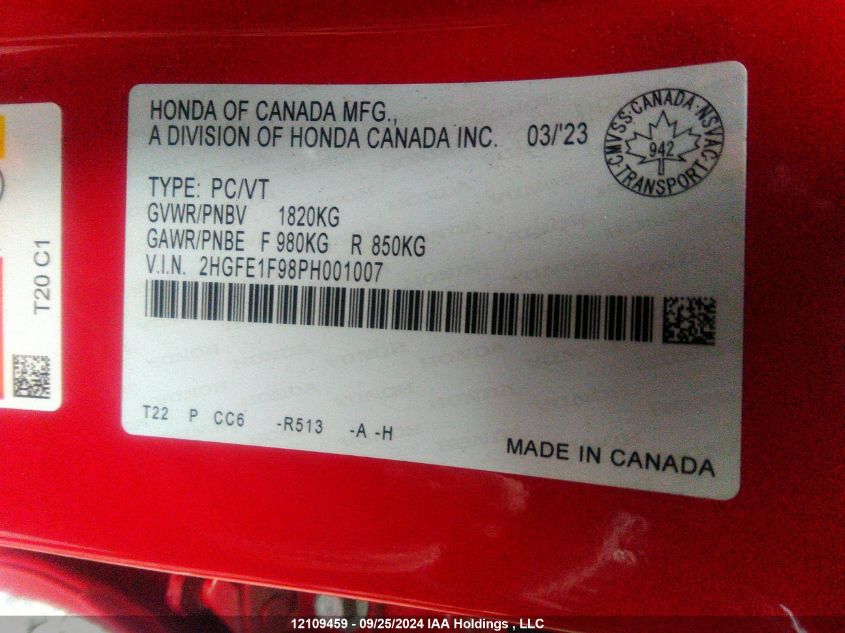 HONDA OF CANADA MFG.,
A DIVISION OF HONDA CANADA INC. 03/'23
CMVSS·CANADA·NSVAC·TRANSPORT
942
TYPE: PC/VT
GVWR/PNBV 1820KG
GAWR/PNBE F 980KG R 850KG
V.I.N. 2HGFE1F98PH001007
T22 P CC6 -R513 -A -H
MADE IN CANADA
T20 C1
12109459 - 09/25/2024 IAA Holdings , LLC